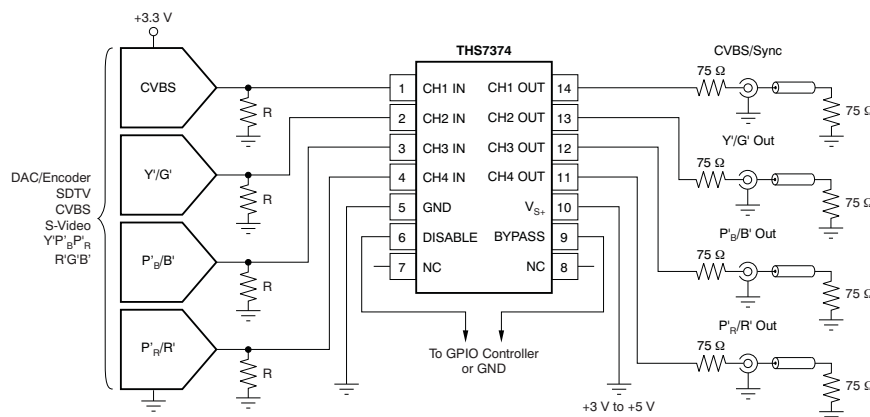 +3.3 V
THS7374
CVBS/Sync
CVBS
R
1 CH1 IN CH1 OUT 14
75 Ω
75 Ω
2 CH2 IN CH2 OUT 13
Y'/G' Out
Y'/G'
R
3 CH3 IN CH3 OUT 12
75 Ω
75 Ω
DAC/Encoder
SDTV
CVBS
S-Video
Y'P'BP'R
R'G'B'
4 CH4 IN CH4 OUT 11
5 GND VS+ 10
6 DISABLE BYPASS 9
7 NC NC 8
P'B/B' Out
P'B/B'
R
75 Ω
75 Ω
P'R/R' Out
P'R/R'
R
To GPIO Controller
or GND
75 Ω
75 Ω
+3 V to +5 V